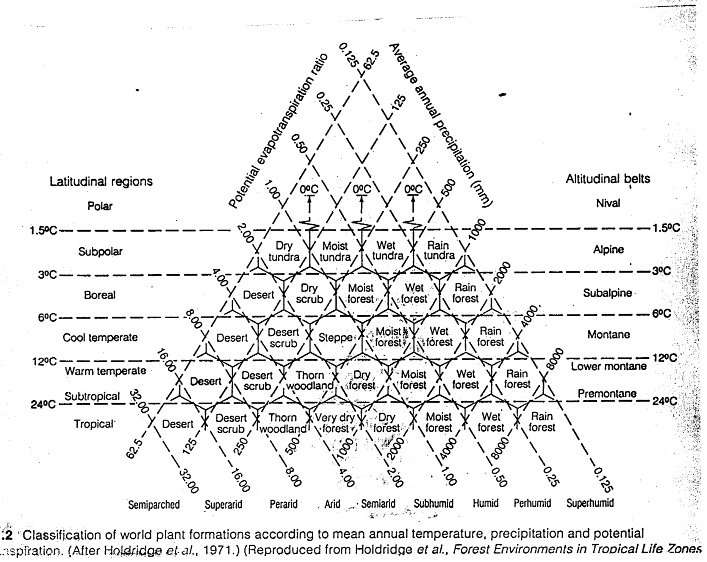 Potential evapotranspiration ratio
Average annual precipitation (mm)
0.125 62.5
0.25 125
0.50 250
1.00 0ºC 0ºC 0ºC 500
Latitudinal regions Altitudinal belts
Polar Nival
1.5ºC 2.00 1000 1.5ºC
Subpolar Dry tundra Moist tundra Wet tundra Rain tundra Alpine
3ºC 4.00 2000 3ºC
Boreal Desert Dry scrub Moist forest Wet forest Rain forest Subalpine
6ºC 8.00 4000 6ºC
Cool temperate Desert Desert scrub Steppe Moist forest Wet forest Rain forest Montane
12ºC 16.00 8000 12ºC
Warm temperate Desert Desert scrub Thorn woodland Dry forest Moist forest Wet forest Rain forest Lower montane
Subtropical Premontane
24ºC 32.00 24ºC
Tropical Desert Desert scrub Thorn woodland Very dry forest Dry forest Moist forest Wet forest Rain forest
62.5 125 250 500 1000 2000 4000 8000
32.00 16.00 8.00 4.00 2.00 1.00 0.50 0.25 0.125
Semiparched Superarid Perarid Arid Semiarid Subhumid Humid Perhumid Superhumid
.2 Classification of world plant formations according to mean annual temperature, precipitation and potential
nspiration. (After Holdridge et al., 1971.) (Reproduced from Holdridge et al., Forest Environments in Tropical Life Zones